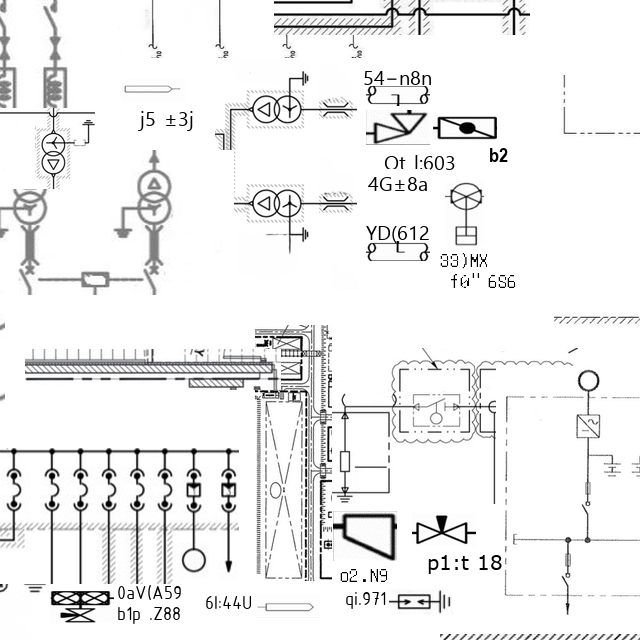 54-n8n
j5 ±3j
b2
Ot l:603
4G±8a
YD(612
33)MX
fø" 6S6
p1:t 18
o2.N9
0aV(A59
b1p .Z88
6l:44U
qi.971